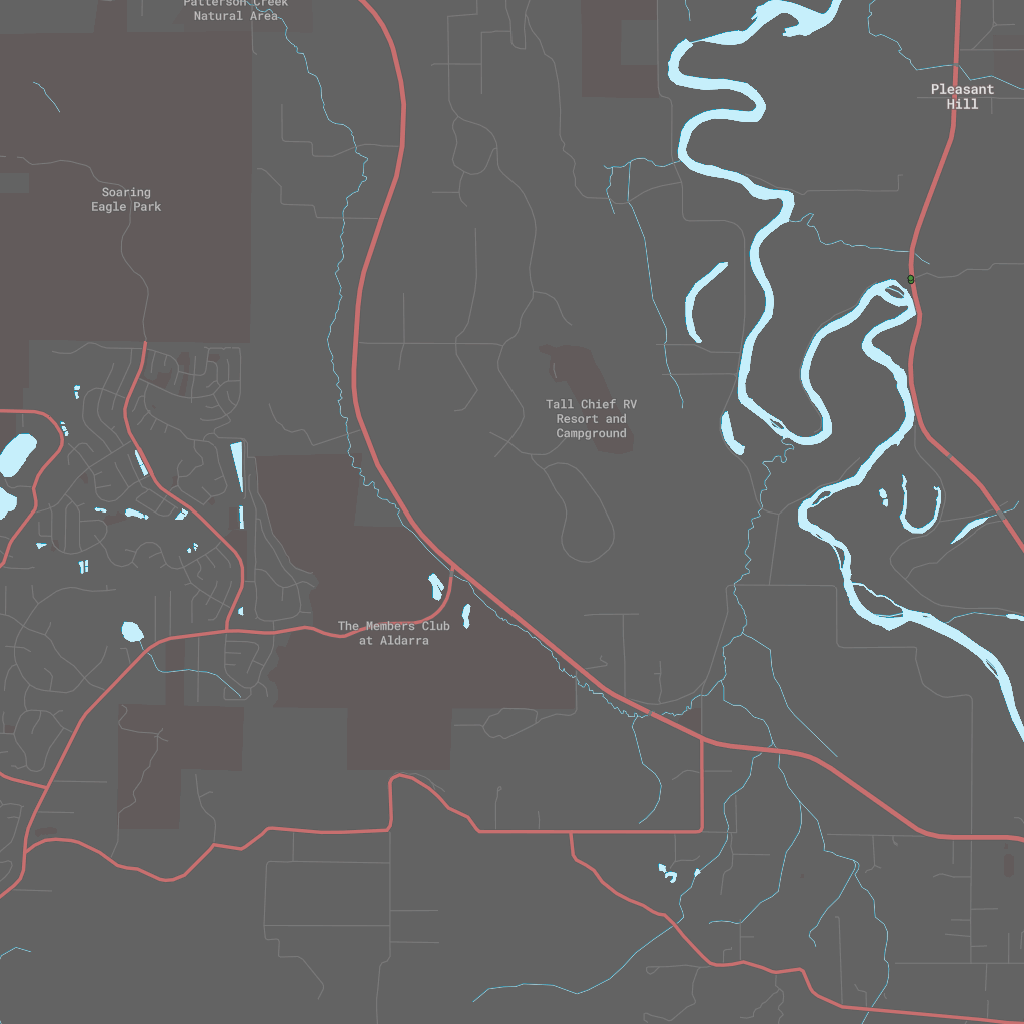 Patterson Creek
Natural Area
Pleasant
Hill
Soaring
Eagle Park
Tall Chief RV
Resort and
Campground
The Members Club
at Aldarra